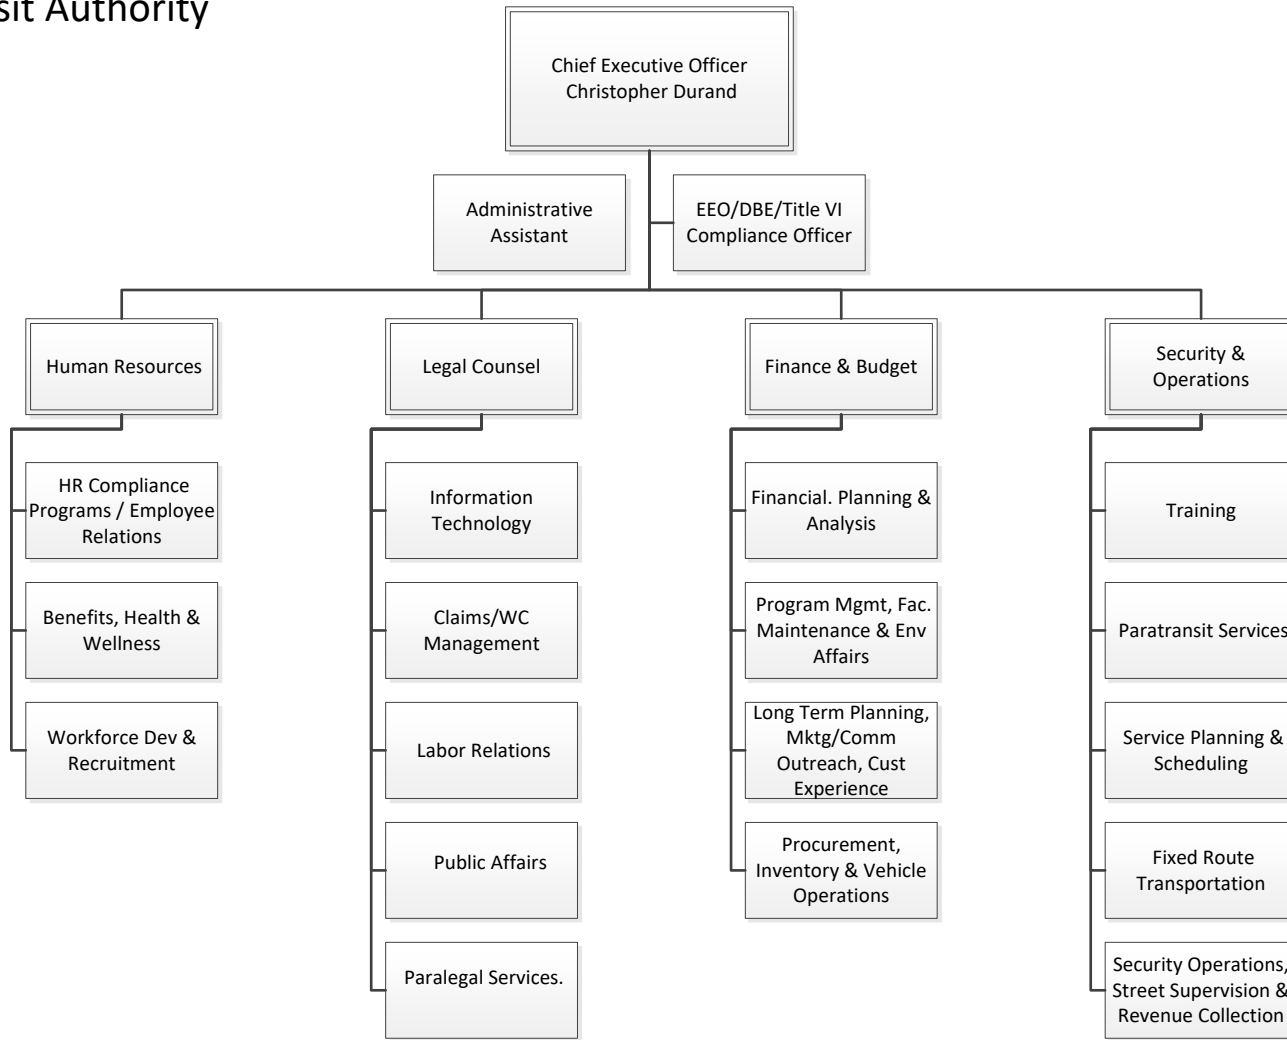 sit Authority
Chief Executive Officer
Christopher Durand
Administrative
Assistant
EEO/DBE/Title VI
Compliance Officer
Human Resources
Legal Counsel
Finance & Budget
Security &
Operations
HR Compliance
Programs / Employee
Relations
Benefits, Health &
Wellness
Workforce Dev &
Recruitment
Information
Technology
Claims/WC
Management
Labor Relations
Public Affairs
Paralegal Services.
Financial. Planning &
Analysis
Program Mgmt, Fac.
Maintenance & Env
Affairs
Long Term Planning,
Mktg/Comm
Outreach, Cust
Experience
Procurement,
Inventory & Vehicle
Operations
Training
Paratransit Services
Service Planning &
Scheduling
Fixed Route
Transportation
Security Operations,
Street Supervision &
Revenue Collection